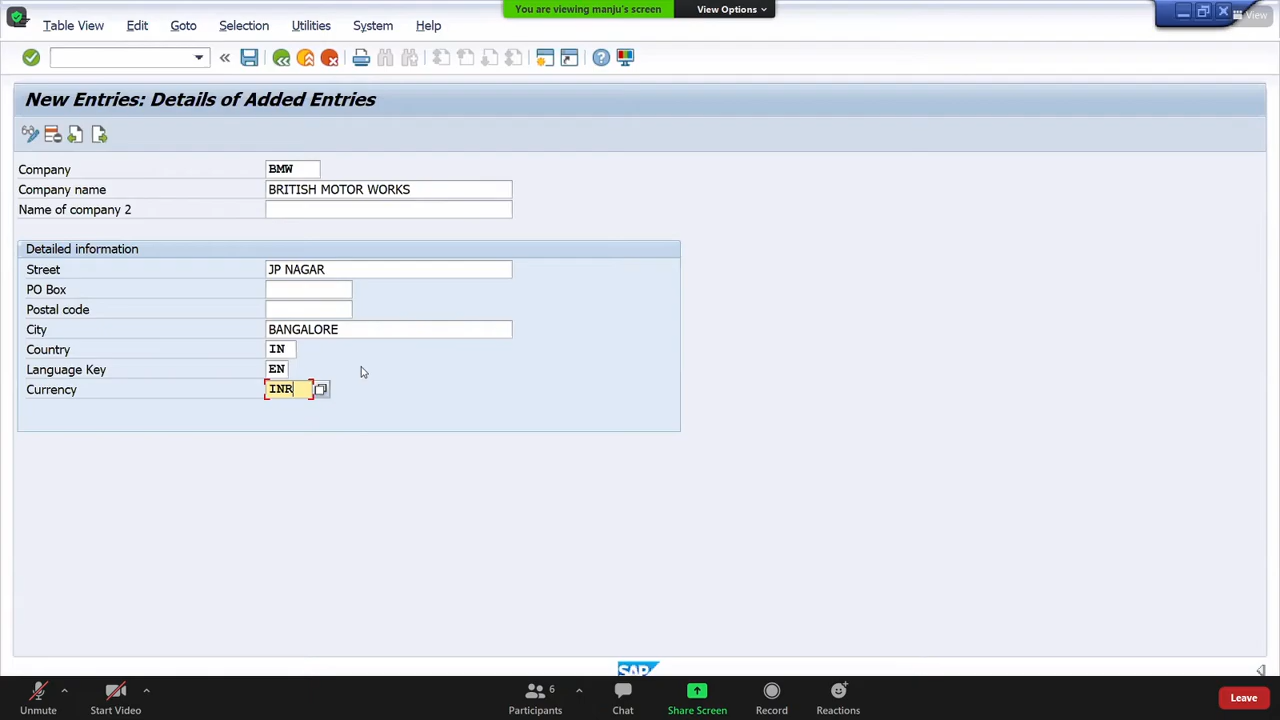 You are viewing manju's screen
View Options
View
Table View Edit Goto Selection Utilities System Help
New Entries: Details of Added Entries
Company BMW
Company name BRITISH MOTOR WORKS
Name of company 2
Detailed information
Street JP NAGAR
PO Box
Postal code
City BANGALORE
Country IN
Language Key EN
Currency INR
SAP
6
Unmute Start Video Participants Chat Share Screen Record Reactions Leave